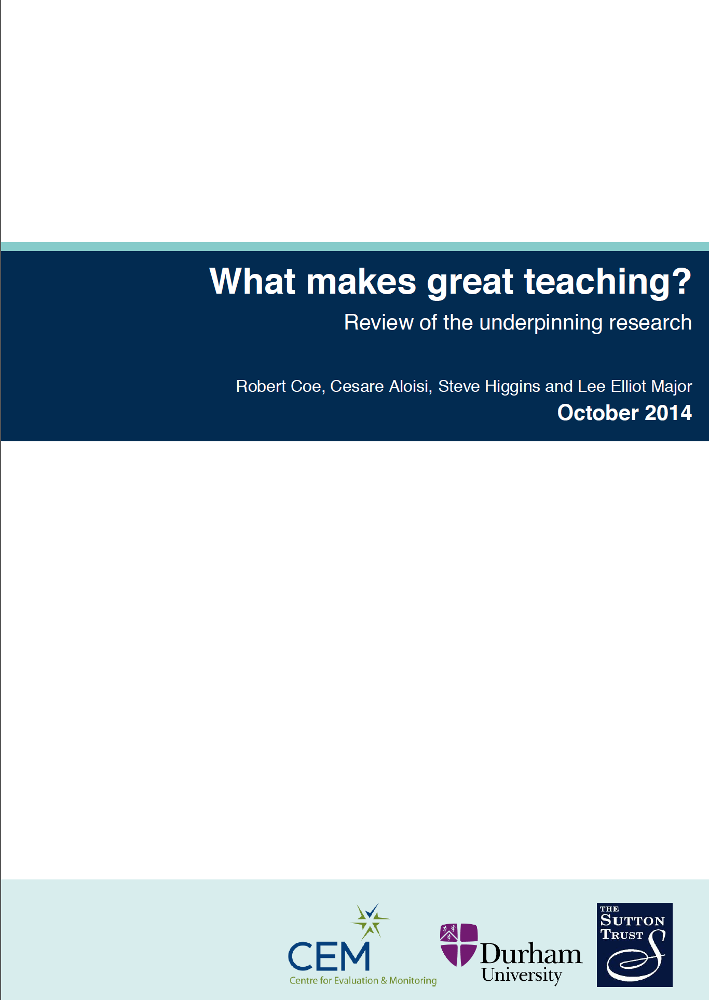 What makes great teaching?
Review of the underpinning research
Robert Coe, Cesare Aloisi, Steve Higgins and Lee Elliot Major
October 2014
CEM
Centre for Evaluation & Monitoring
Durham
University
THE
SUTTON
TRUST